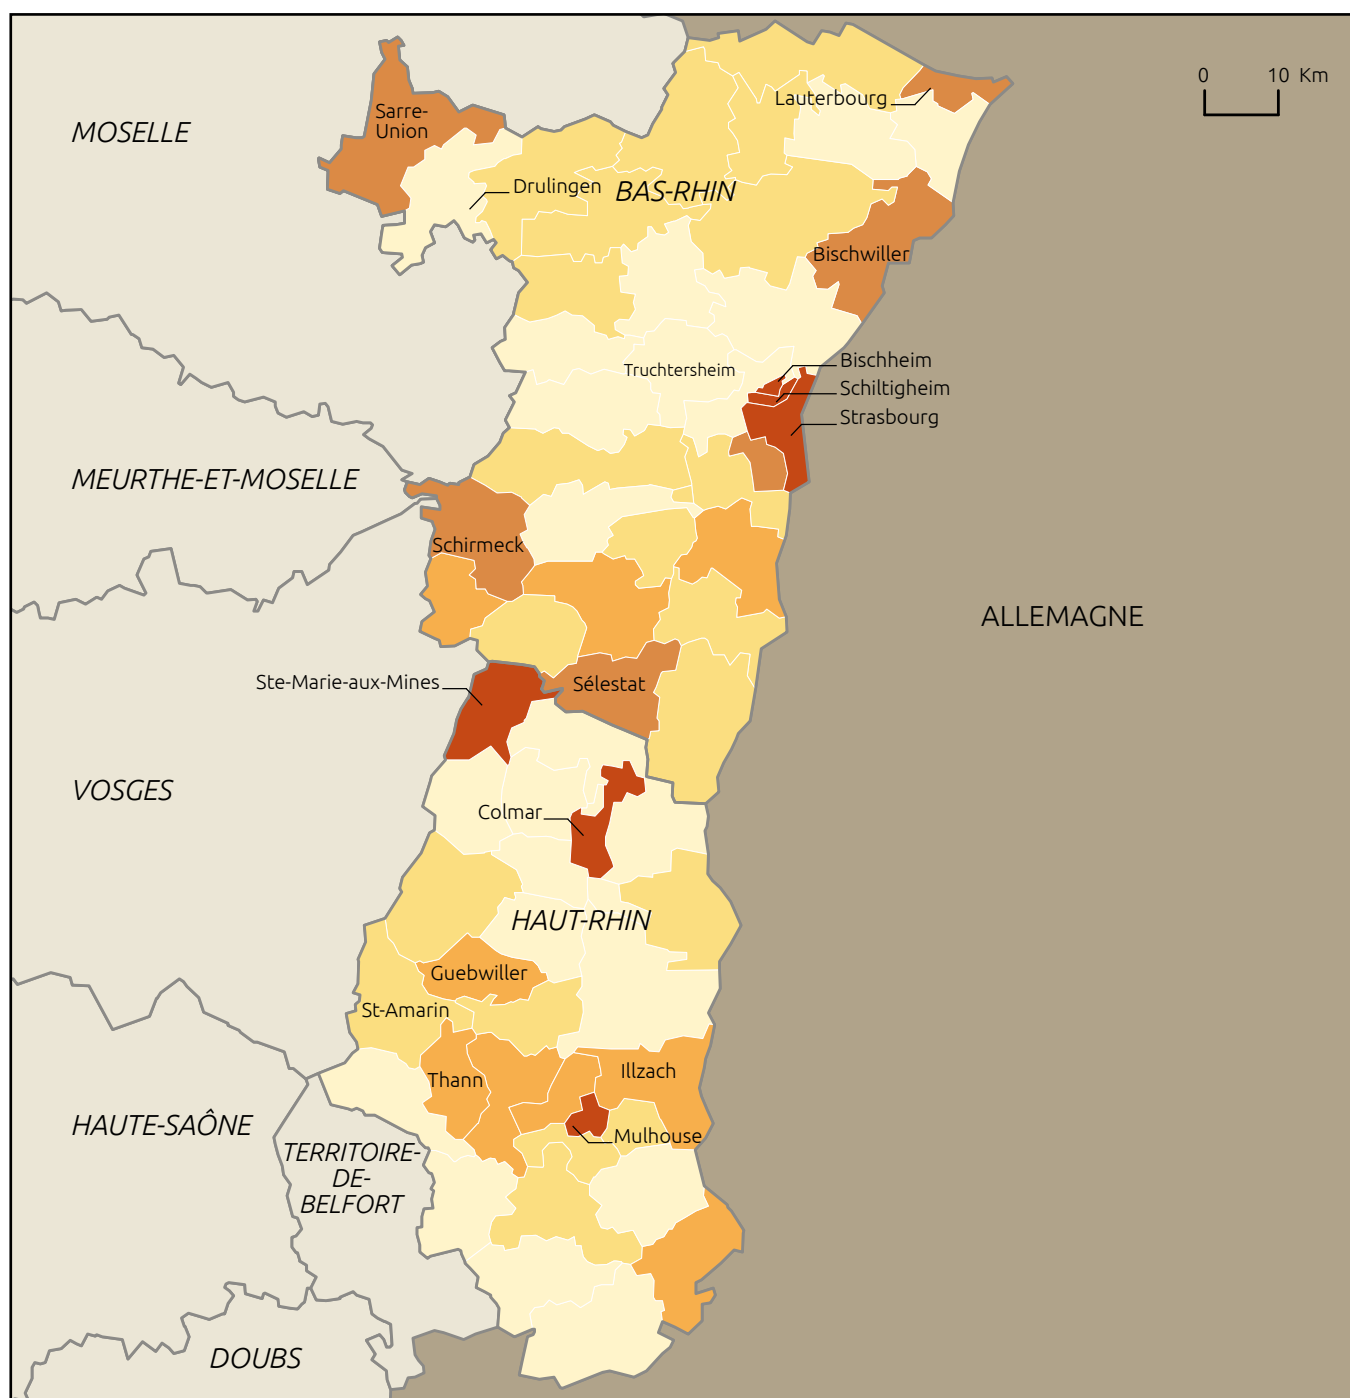 0 10 Km
Lauterbourg
Sarre-
Union
MOSELLE
Drulingen
BAS-RHIN
Bischwiller
Bischheim
Truchtersheim
Schiltigheim
Strasbourg
MEURTHE-ET-MOSELLE
Schirmeck
ALLEMAGNE
Ste-Marie-aux-Mines
Sélestat
VOSGES
Colmar
HAUT-RHIN
Guebwiller
St-Amarin
Illzach
Thann
HAUTE-SAÔNE
Mulhouse
TERRITOIRE-
DE-
BELFORT
DOUBS